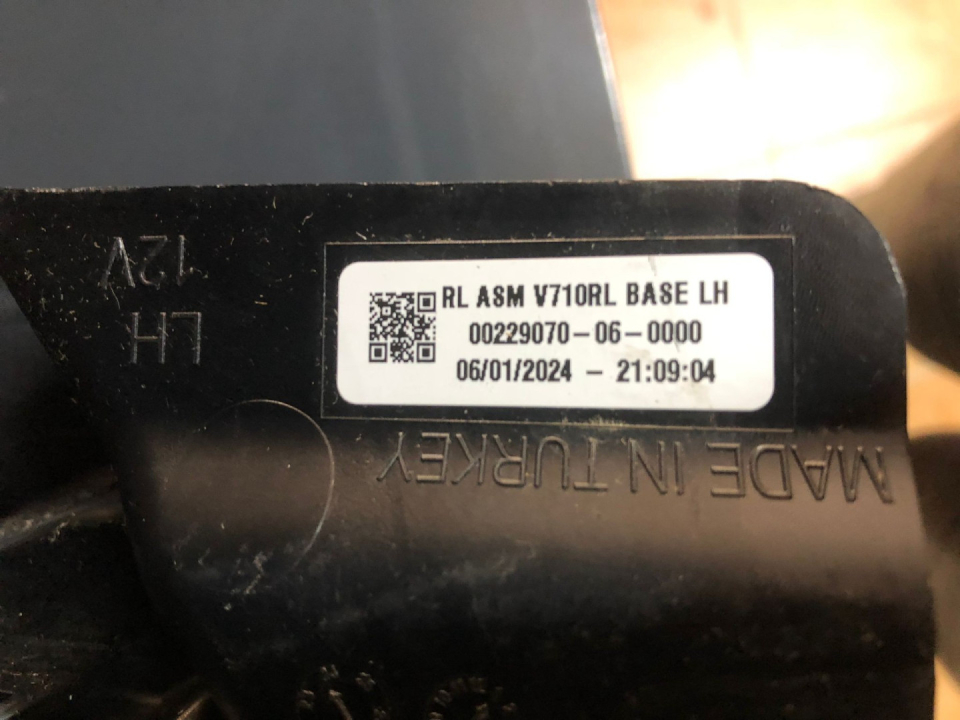 12V
LH
RL ASM V710RL BASE LH
00229070-06-0000
06/01/2024 - 21:09:04
MADE IN TURKEY